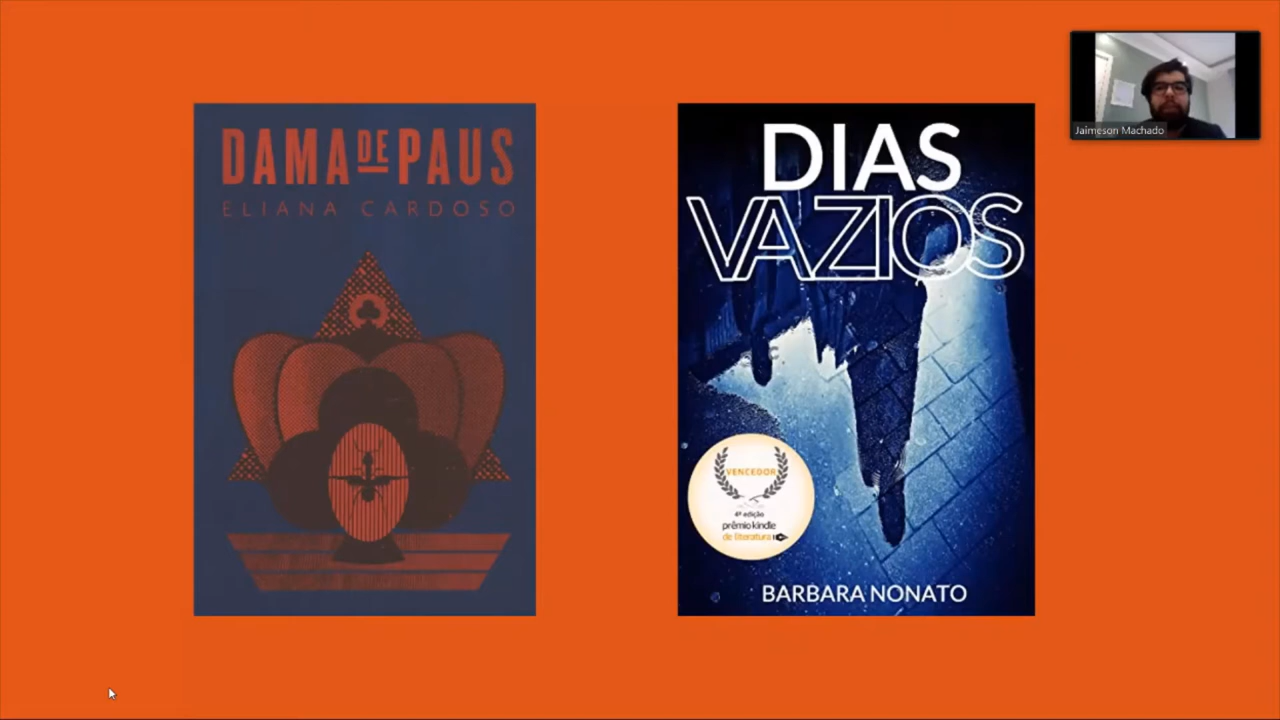 DAMA DE PAUS
ELIANA CARDOSO
DIAS
VAZIOS
VENCEDOR
4ª edição
prêmio kindle
de literatura
BARBARA NONATO
Jaimeson Machado